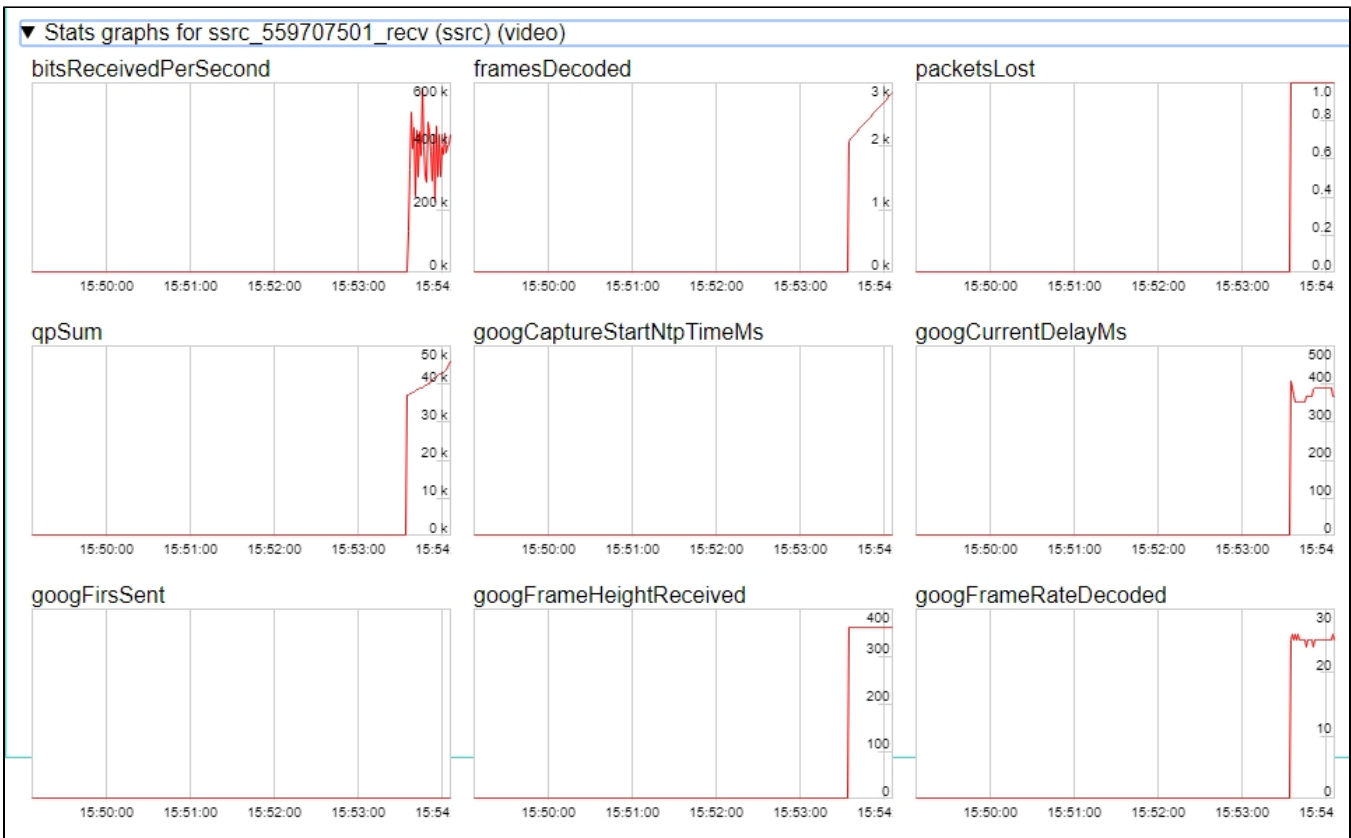 ▼ Stats graphs for ssrc_559707501_recv (ssrc) (video)
bitsReceivedPerSecond framesDecoded packetsLost
600 k 3 k 1.0
0.8
400 k 2 k 0.6
0.4
200 k 1 k 0.2
0 k 0 k 0.0
15:50:00 15:51:00 15:52:00 15:53:00 15:54 15:50:00 15:51:00 15:52:00 15:53:00 15:54 15:50:00 15:51:00 15:52:00 15:53:00 15:54
qpSum googCaptureStartNtpTimeMs googCurrentDelayMs
50 k 500
40 k 400
30 k 300
20 k 200
10 k 100
0 k 0
15:50:00 15:51:00 15:52:00 15:53:00 15:54 15:50:00 15:51:00 15:52:00 15:53:00 15:54 15:50:00 15:51:00 15:52:00 15:53:00 15:54
googFirsSent googFrameHeightReceived googFrameRateDecoded
400 30
300 20
200
100 10
0 0
15:50:00 15:51:00 15:52:00 15:53:00 15:54 15:50:00 15:51:00 15:52:00 15:53:00 15:54 15:50:00 15:51:00 15:52:00 15:53:00 15:54